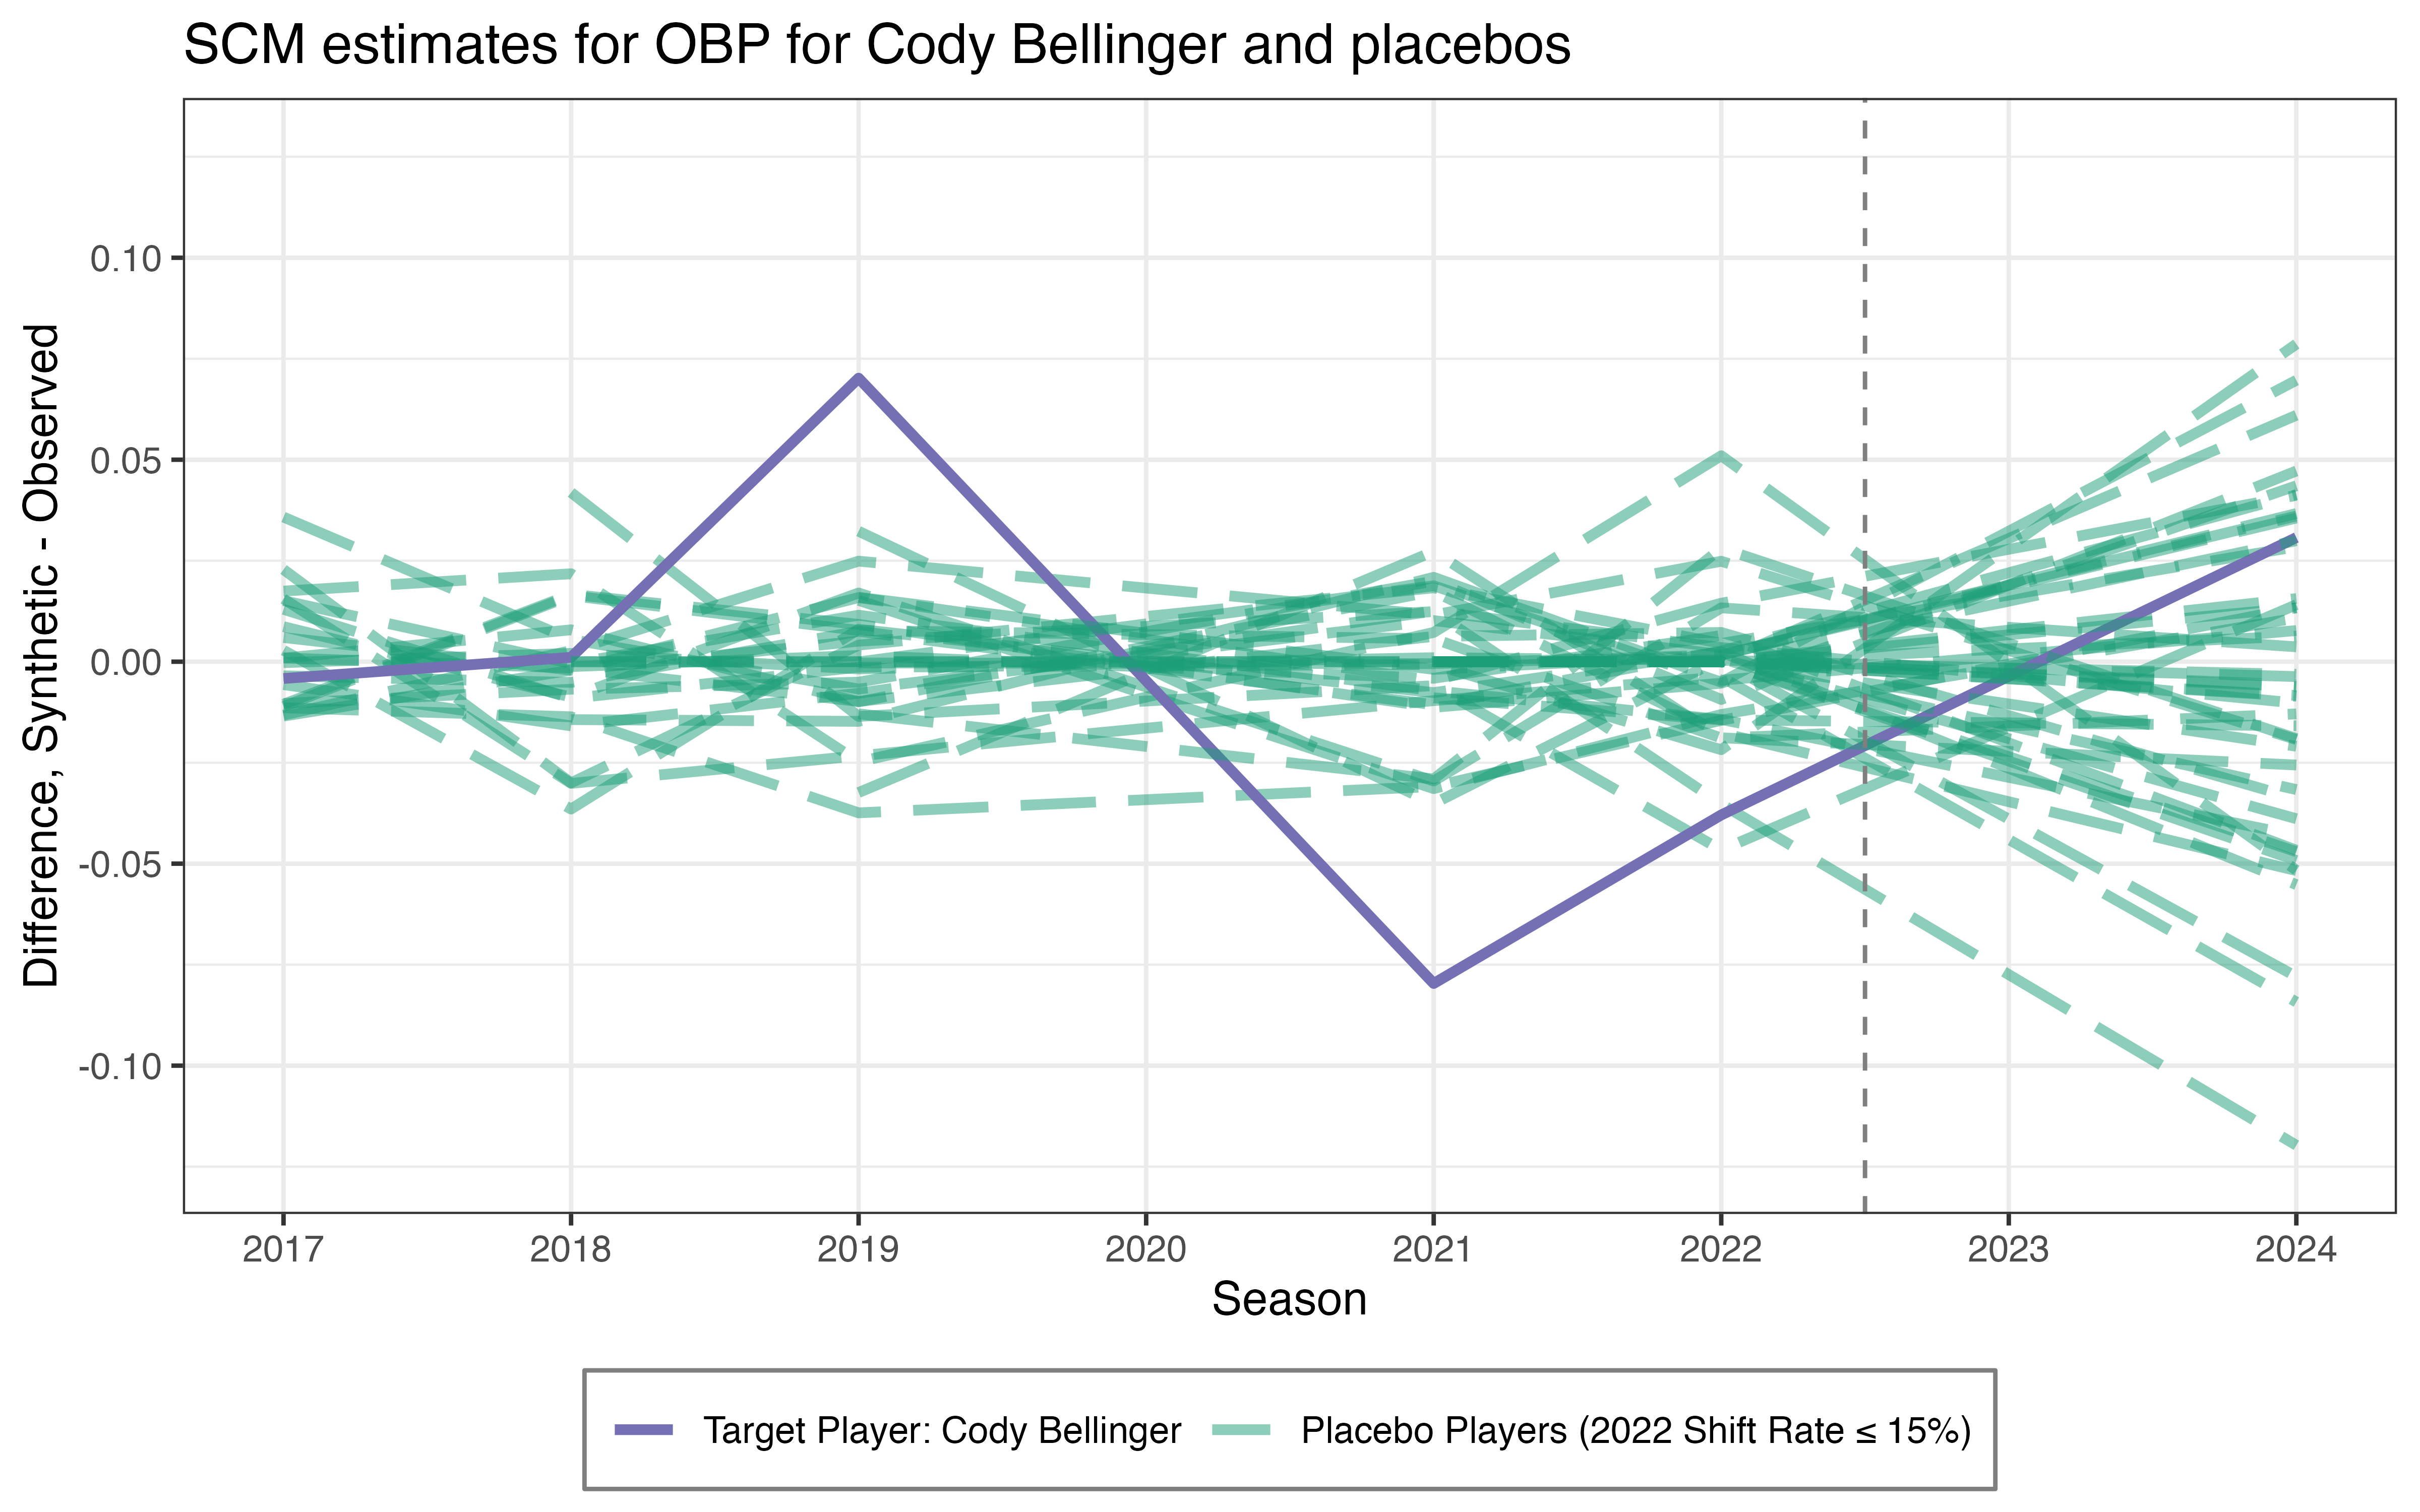 SCM estimates for OBP for Cody Bellinger and placebos
Difference, Synthetic - Observed
0.10
0.05
0.00
-0.05
-0.10
2017 2018 2019 2020 2021 2022 2023 2024
Season
Target Player: Cody Bellinger Placebo Players (2022 Shift Rate ≤ 15%)